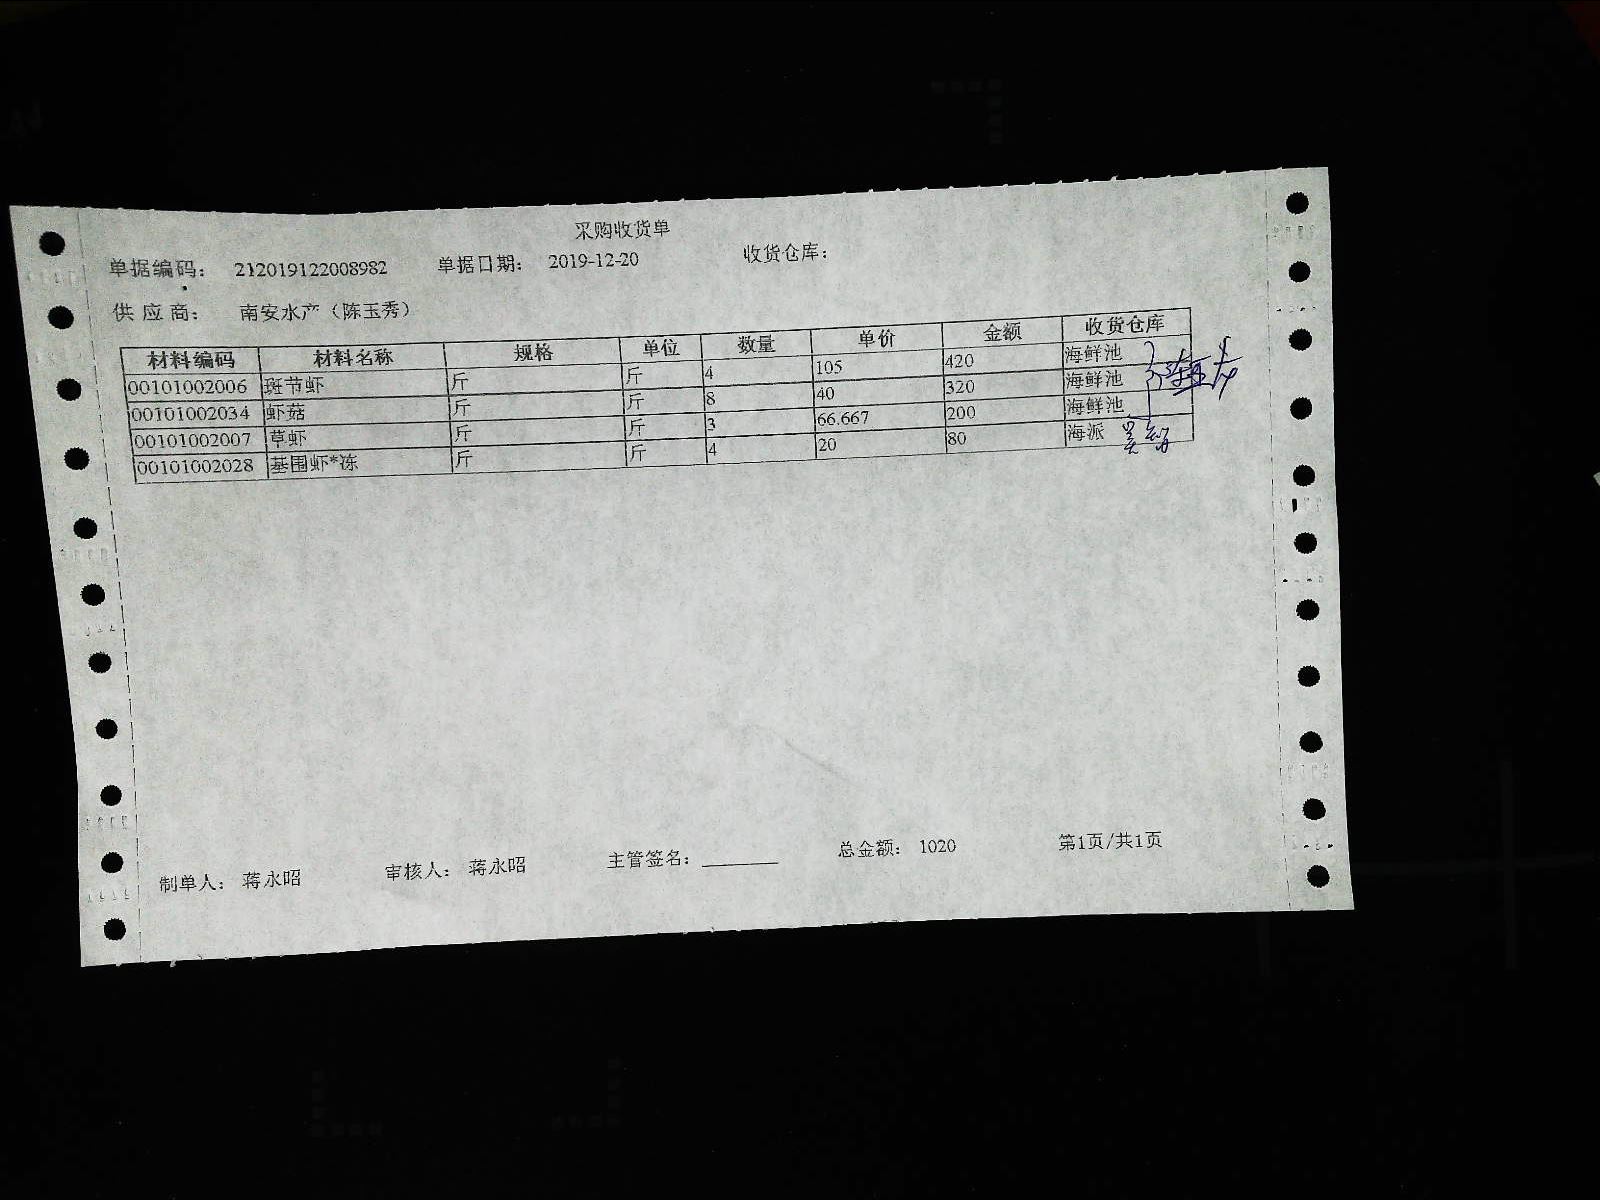 采购收货单
单据编码： 212019122008982 单据日期： 2019-12-20 收货仓库：
供 应 商： 南安水产（陈玉秀）
材料编码 材料名称 规格 单位 数量 单价 金额 收货仓库
00101002006 斑节虾 斤 斤 4 105 420 海鲜池
00101002034 虾菇 斤 斤 8 40 320 海鲜池
00101002007 草虾 斤 斤 3 66.667 200 海鲜池
00101002028 基围虾*冻 斤 斤 4 20 80 海派
制单人： 蒋永昭 审核人： 蒋永昭 主管签名：________ 总金额： 1020 第1页/共1页